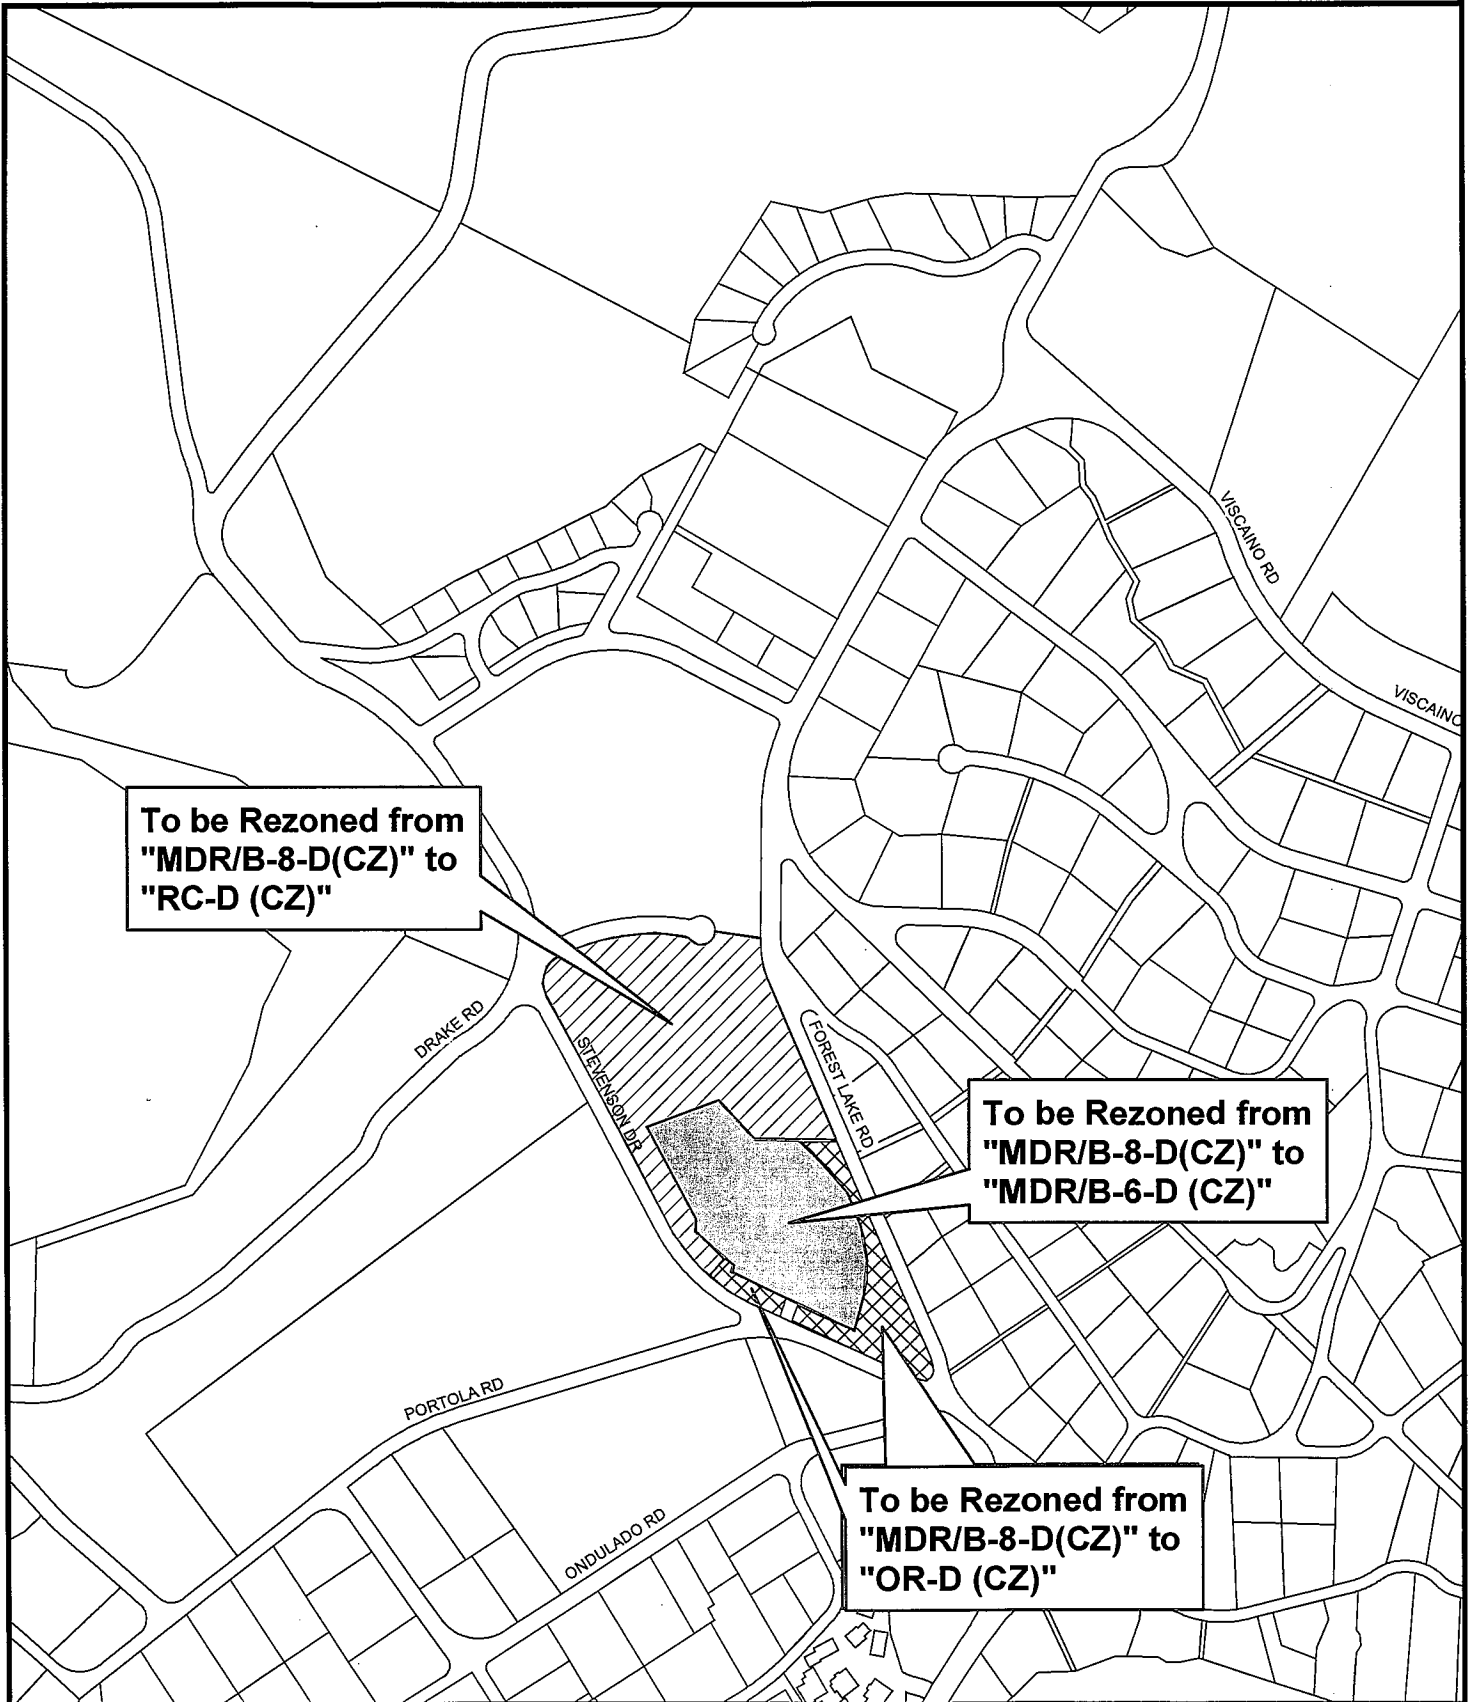 VISCAINO RD
VISCAINO
To be Rezoned from
"MDR/B-8-D(CZ)" to
"RC-D (CZ)"
DRAKE RD
STEVENSON DR
FOREST LAKE RD
To be Rezoned from
"MDR/B-8-D(CZ)" to
"MDR/B-6-D (CZ)"
PORTOLA RD
To be Rezoned from
"MDR/B-8-D(CZ)" to
"OR-D (CZ)"
ONDULADO RD